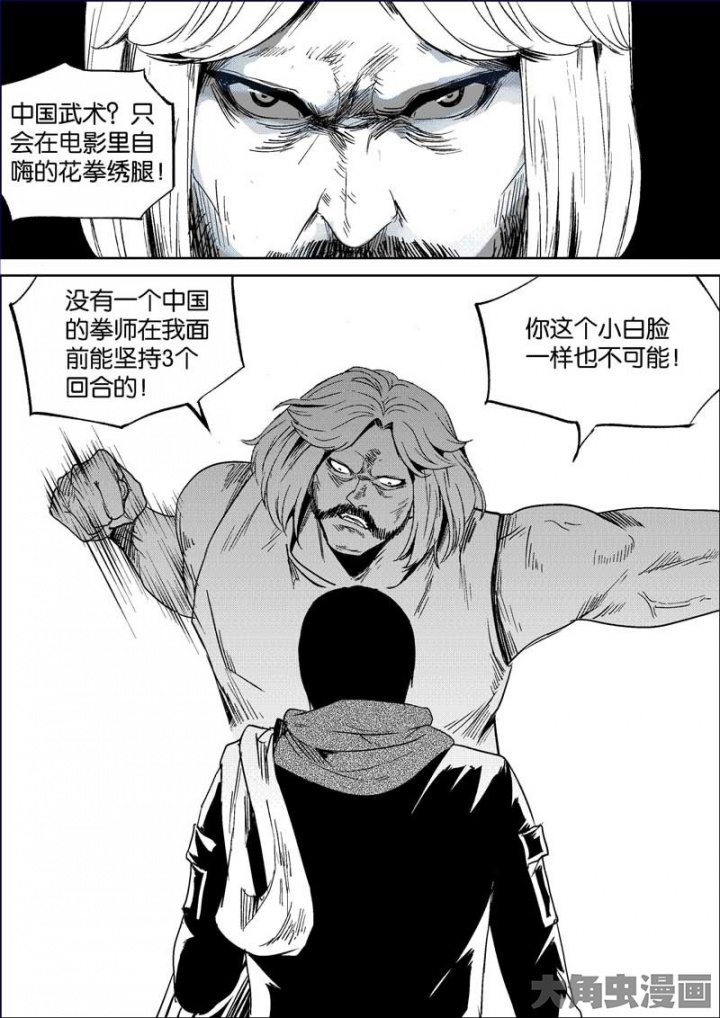 中国武术？只
会在电影里自
嗨的花拳绣腿！
没有一个中国
的拳师在我面
前能坚持3个
回合的！
你这个小白脸
一样也不可能！
大角虫漫画